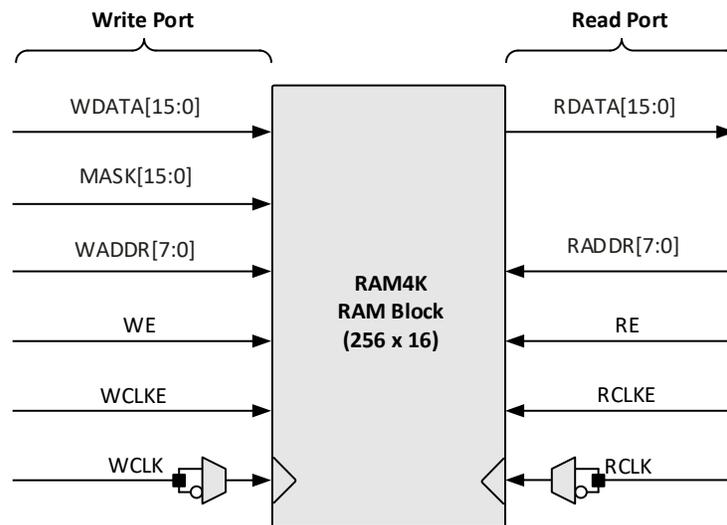 Write Port
Read Port
WDATA[15:0]
RDATA[15:0]
MASK[15:0]
WADDR[7:0]
RADDR[7:0]
RAM4K
RAM Block
(256 x 16)
WE
RE
WCLKE
RCLKE
WCLK
RCLK